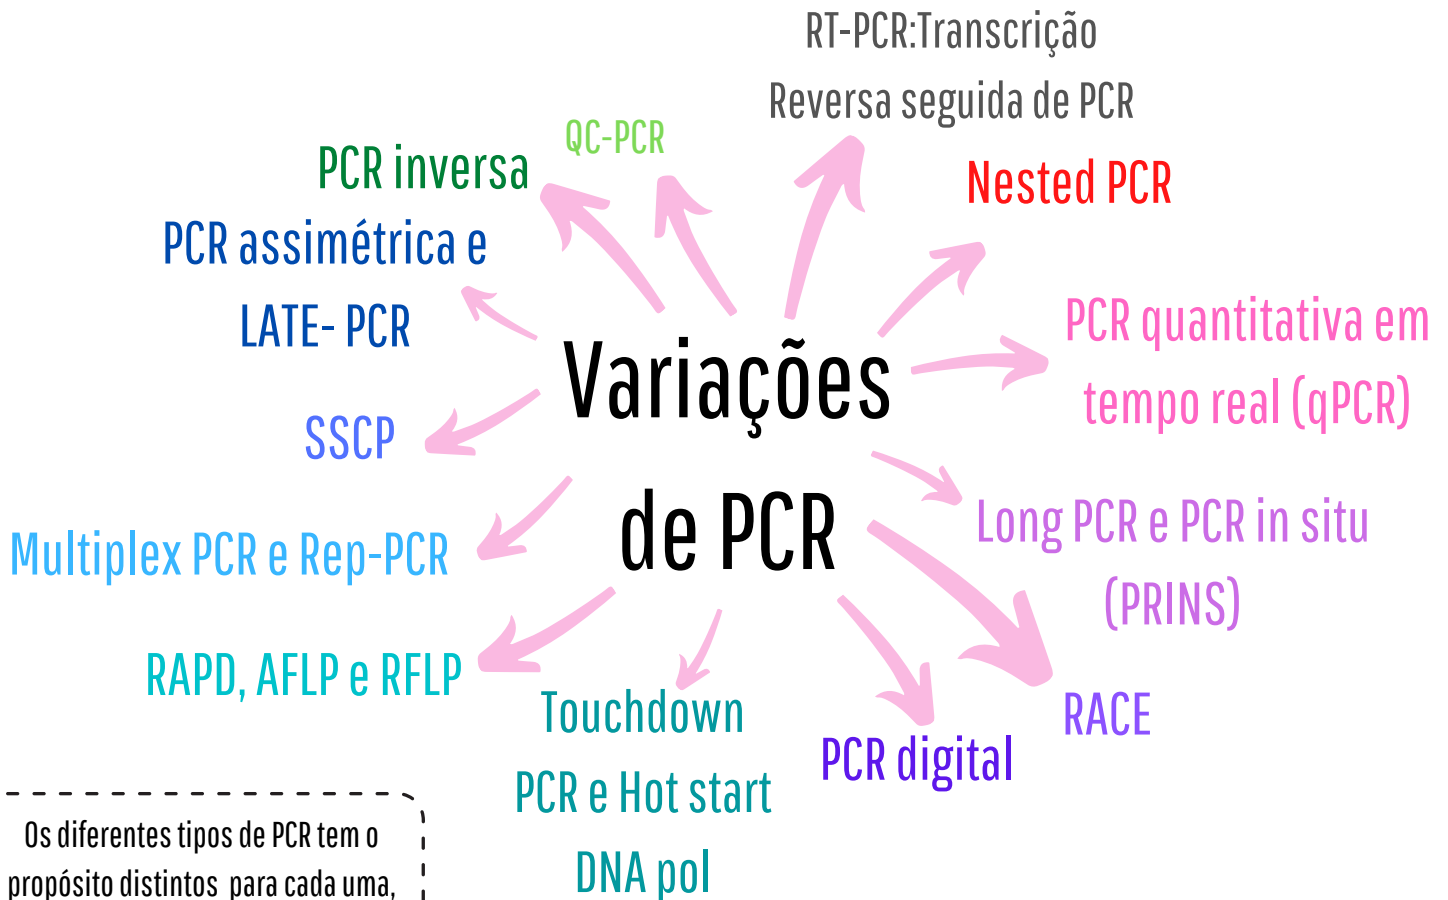 RT-PCR:Transcrição
Reversa seguida de PCR
QC-PCR
PCR inversa
Nested PCR
PCR assimétrica e
LATE- PCR
PCR quantitativa em
tempo real (qPCR)
Variações
de PCR
SSCP
Long PCR e PCR in situ
(PRINS)
Multiplex PCR e Rep-PCR
RAPD, AFLP e RFLP
RACE
Touchdown
PCR e Hot start
DNA pol
PCR digital
Os diferentes tipos de PCR tem o
propósito distintos para cada uma,